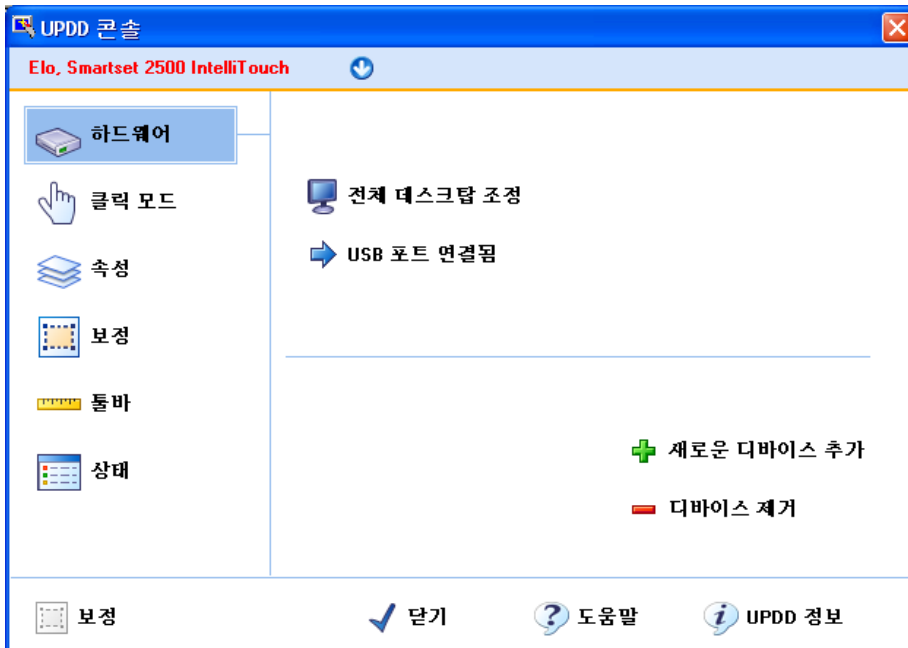 UPDD 콘솔
Elo, Smartset 2500 IntelliTouch
하드웨어
클릭 모드
속성
보정
툴바
상태
전체 데스크탑 조정
USB 포트 연결됨
새로운 디바이스 추가
디바이스 제거
보정
닫기
도움말
UPDD 정보